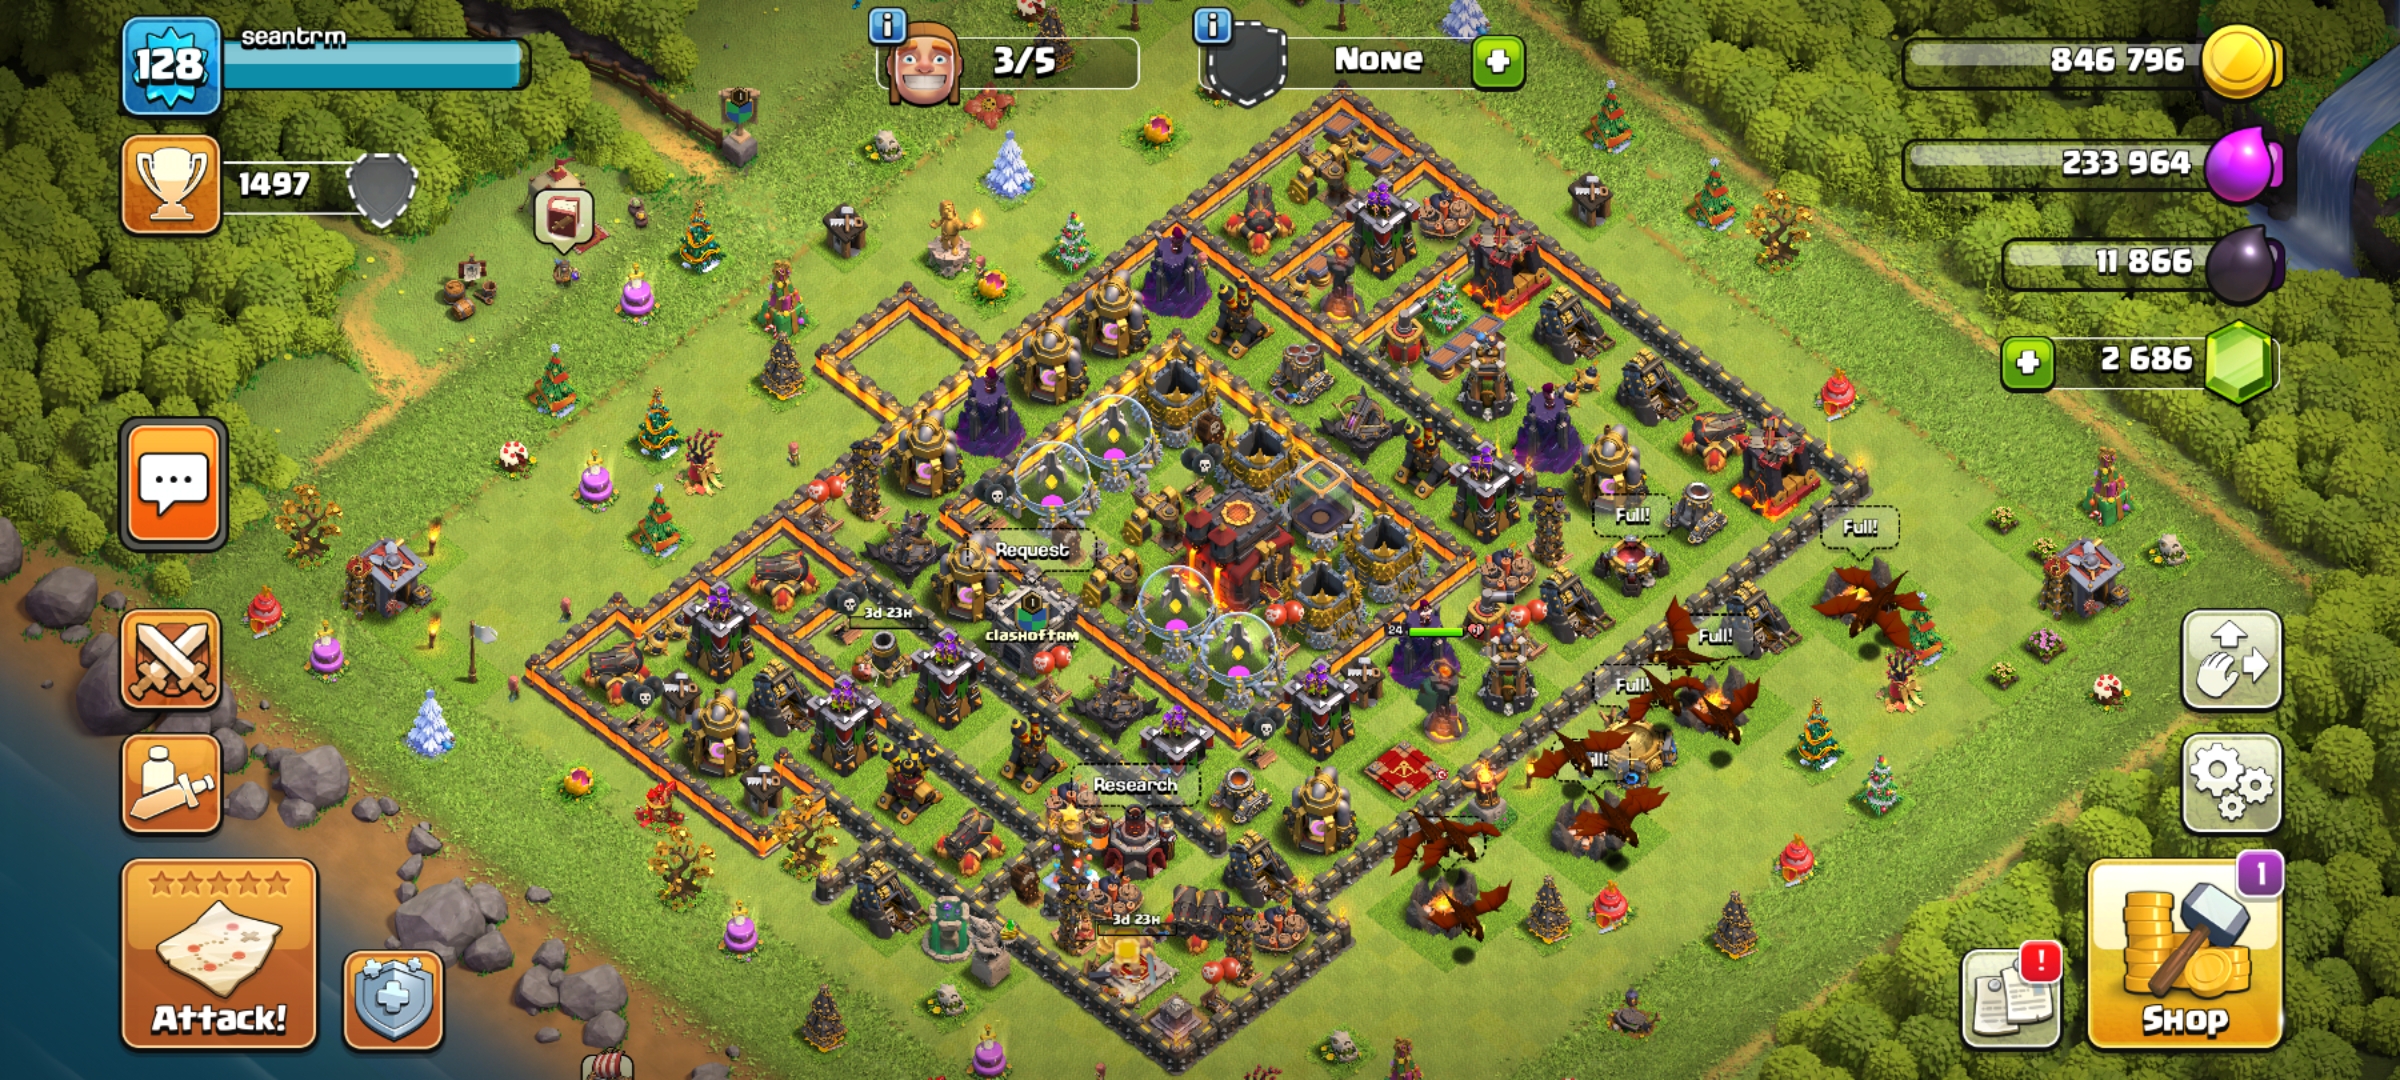 128
seantrm
3/5
None
846 796
1497
233 964
11 866
2 686
Full!
Full!
Request
3d 23H
clashoftrm
24
Full!
Full!
Research
3d 23H
Attack!
1
!
Shop